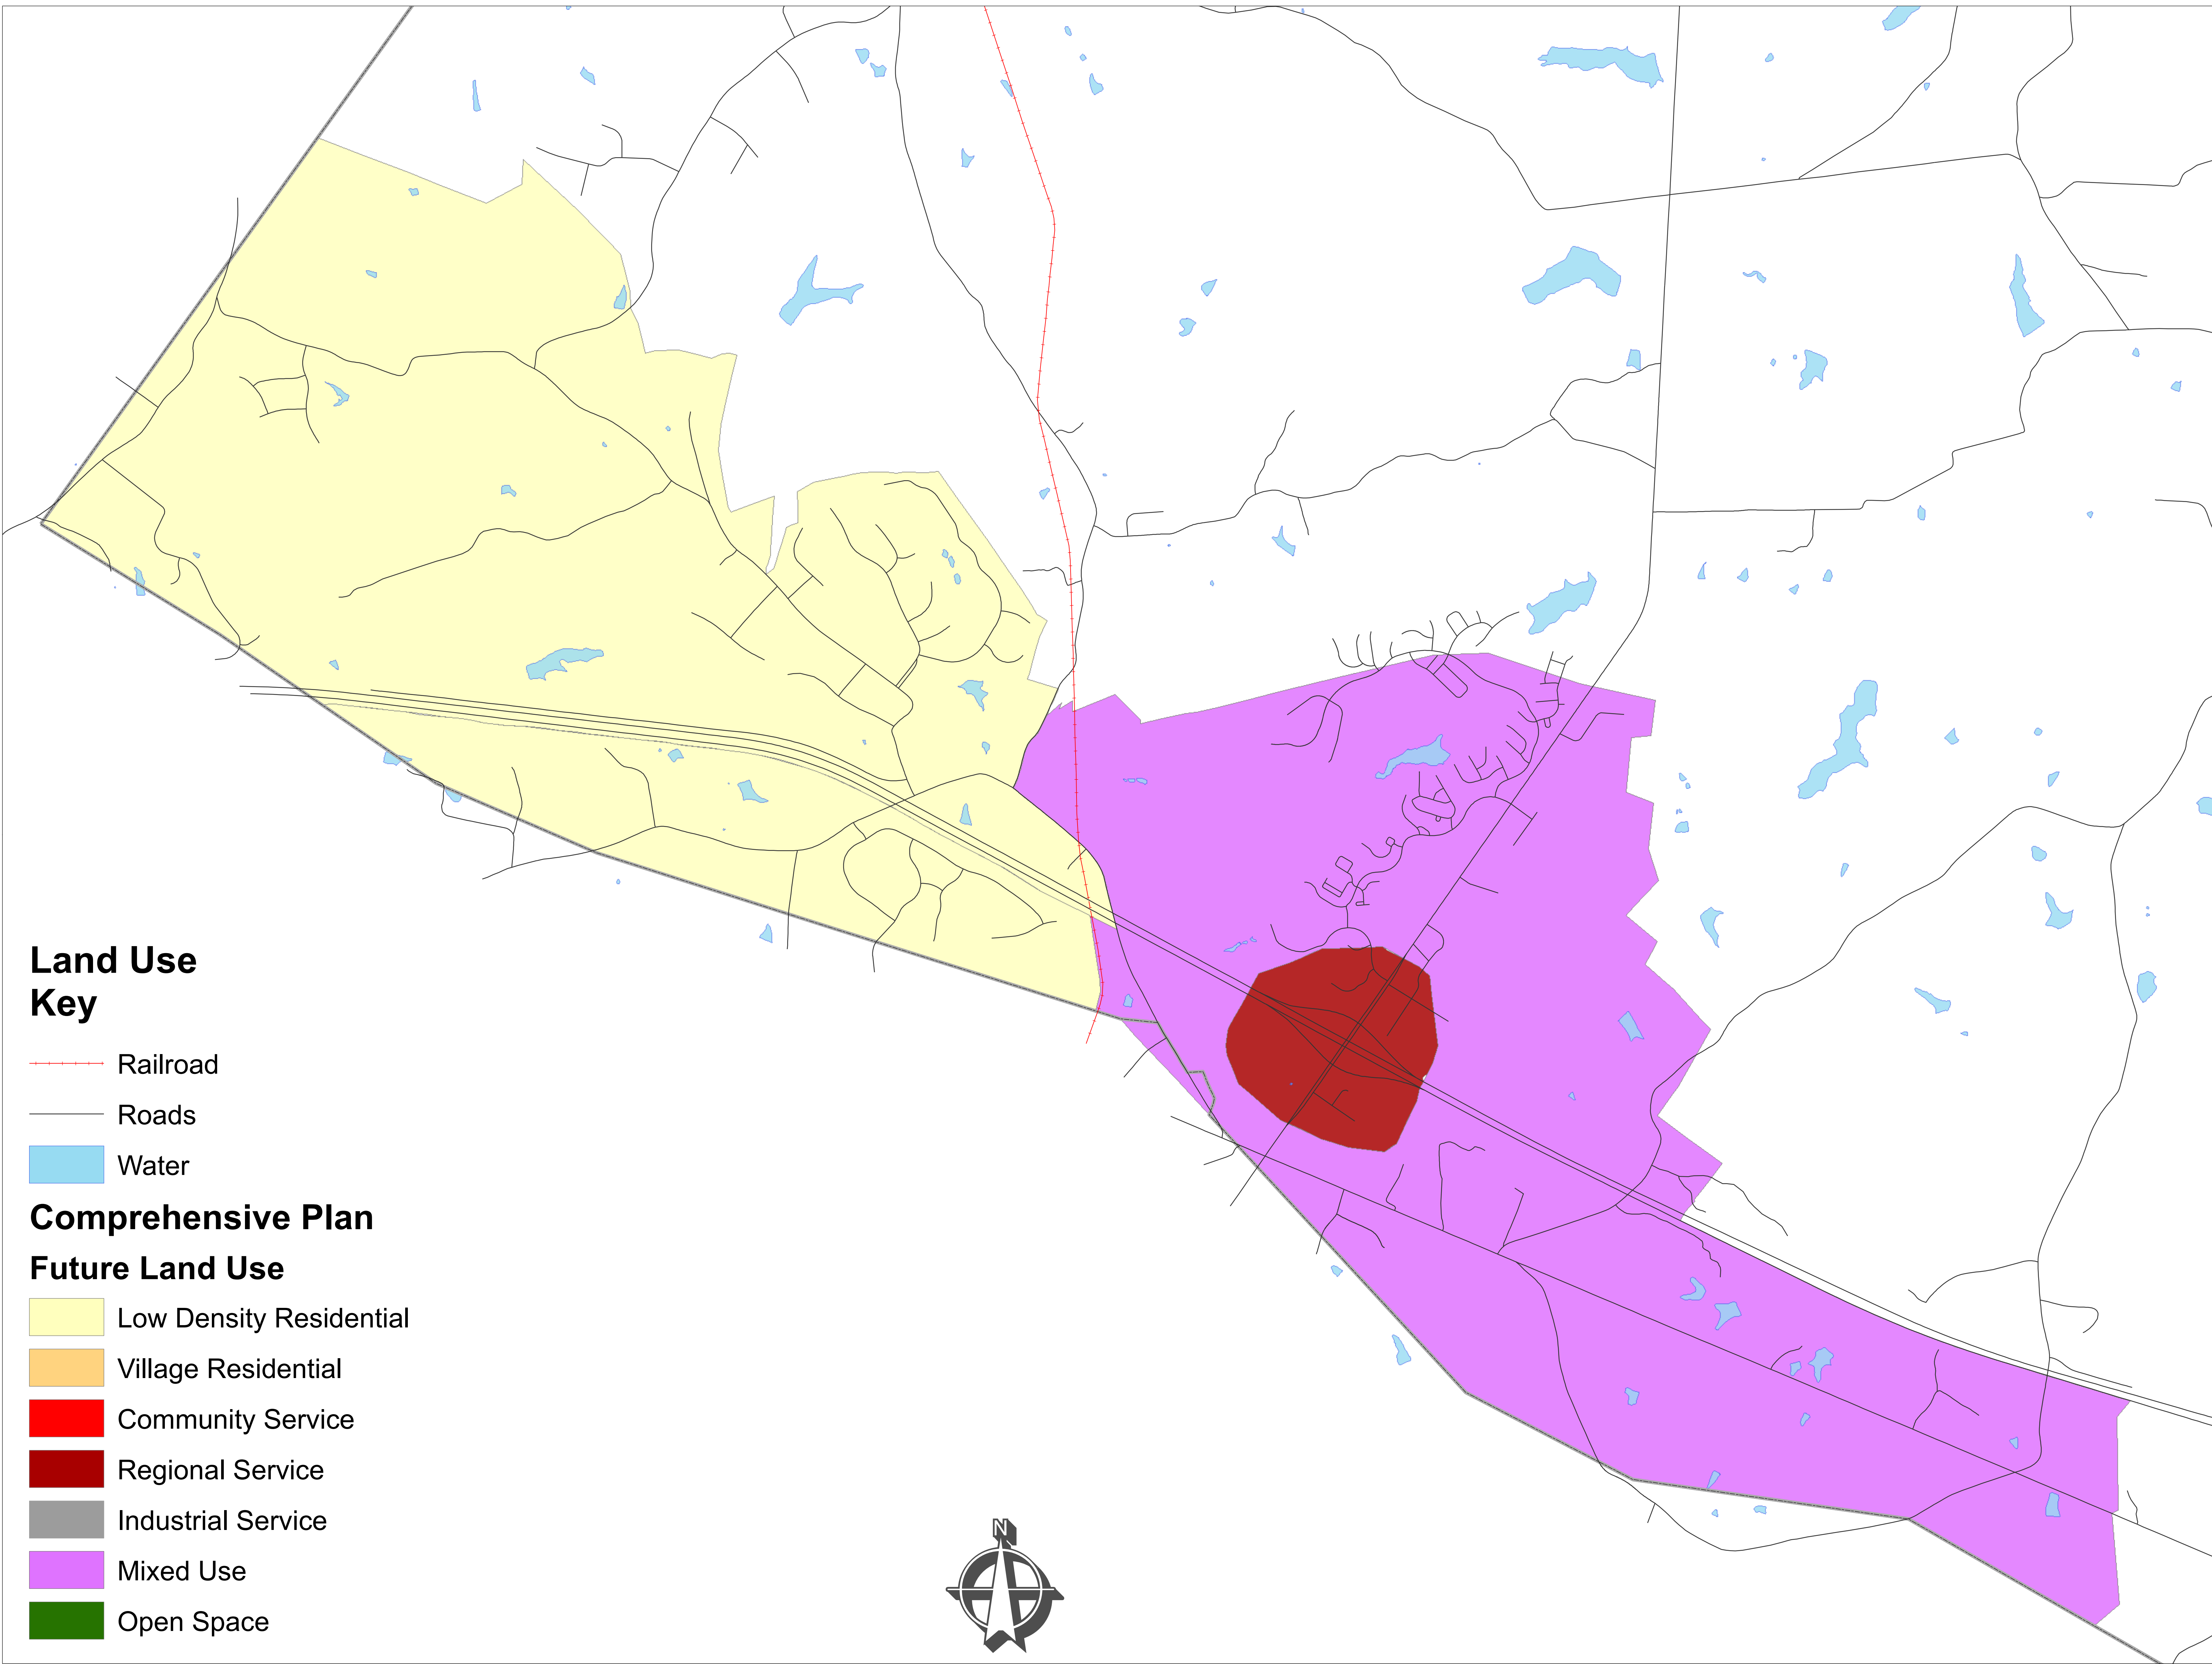 Land Use
Key
Railroad
Roads
Water
Comprehensive Plan
Future Land Use
Low Density Residential
Village Residential
Community Service
Regional Service
Industrial Service
Mixed Use
Open Space
N